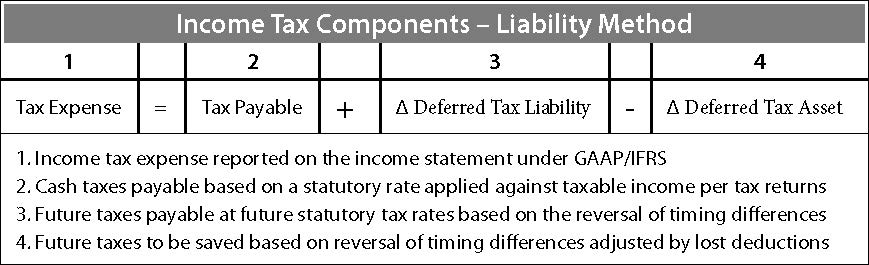 Income Tax Components – Liability Method
1 2 3 4
Tax Expense = Tax Payable + Δ Deferred Tax Liability - Δ Deferred Tax Asset
1. Income tax expense reported on the income statement under GAAP/IFRS
2. Cash taxes payable based on a statutory rate applied against taxable income per tax returns
3. Future taxes payable at future statutory tax rates based on the reversal of timing differences
4. Future taxes to be saved based on reversal of timing differences adjusted by lost deductions